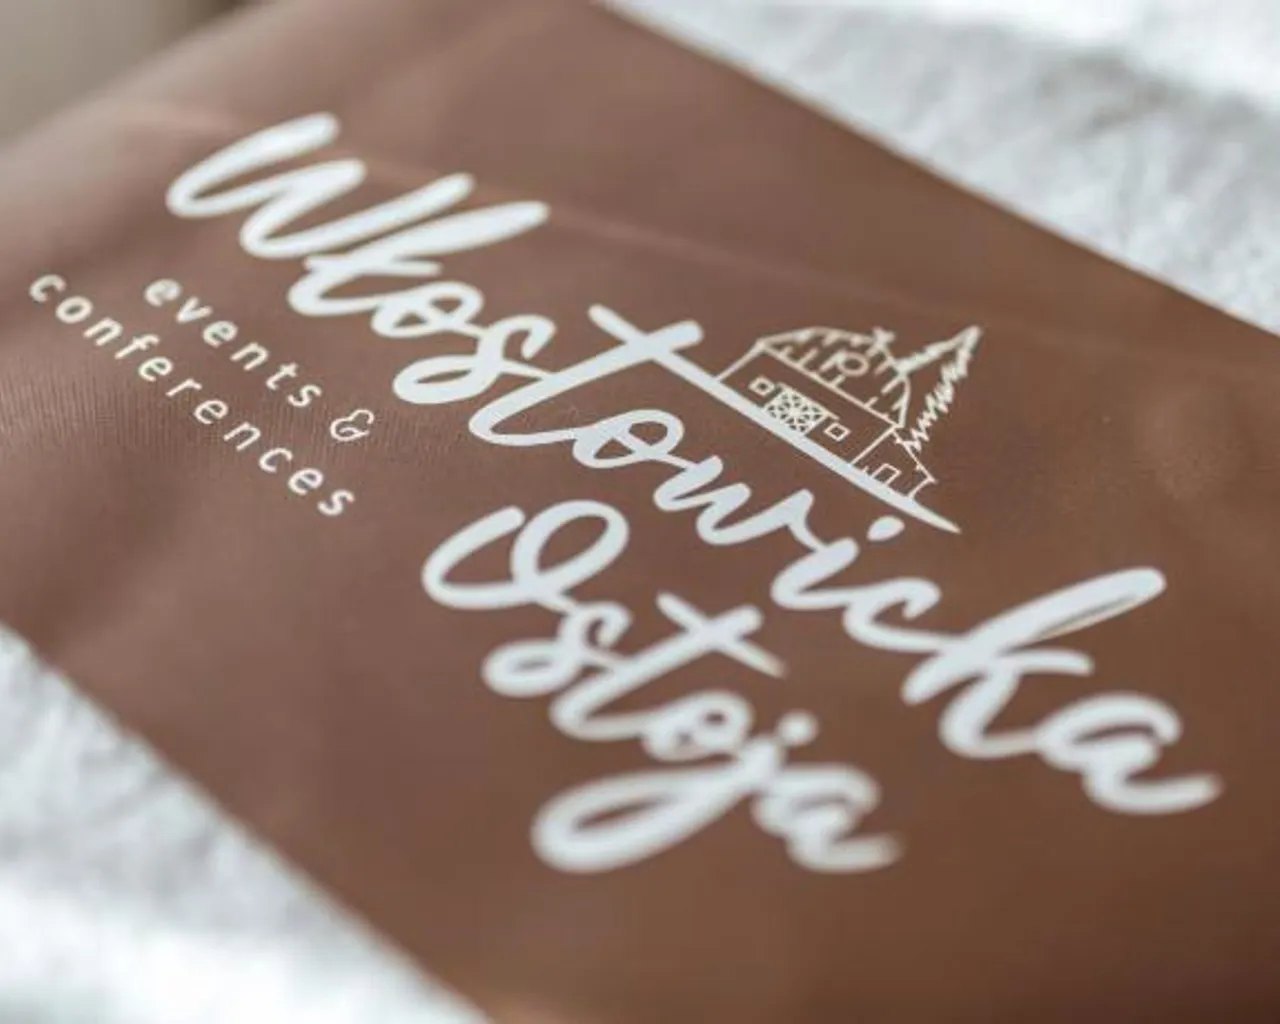 Włostowicka
Ostoja
events &
conferences